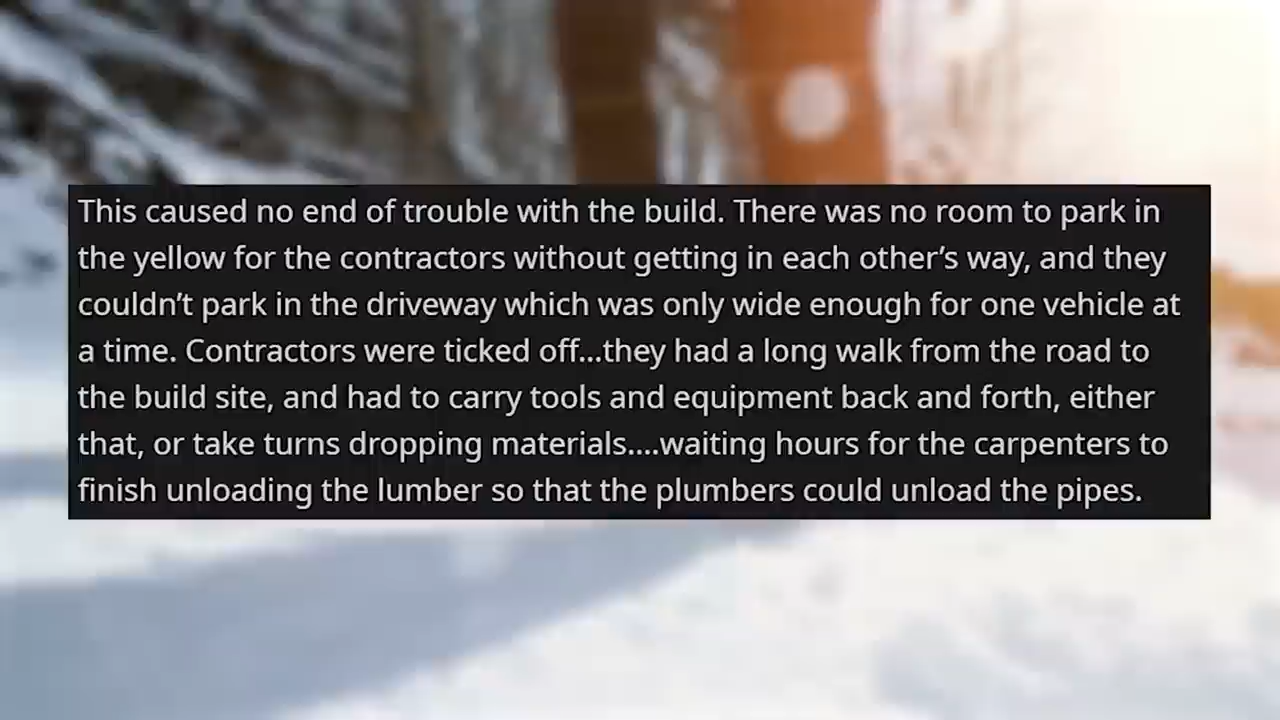 This caused no end of trouble with the build. There was no room to park in
the yellow for the contractors without getting in each other’s way, and they
couldn’t park in the driveway which was only wide enough for one vehicle at
a time. Contractors were ticked off...they had a long walk from the road to
the build site, and had to carry tools and equipment back and forth, either
that, or take turns dropping materials....waiting hours for the carpenters to
finish unloading the lumber so that the plumbers could unload the pipes.